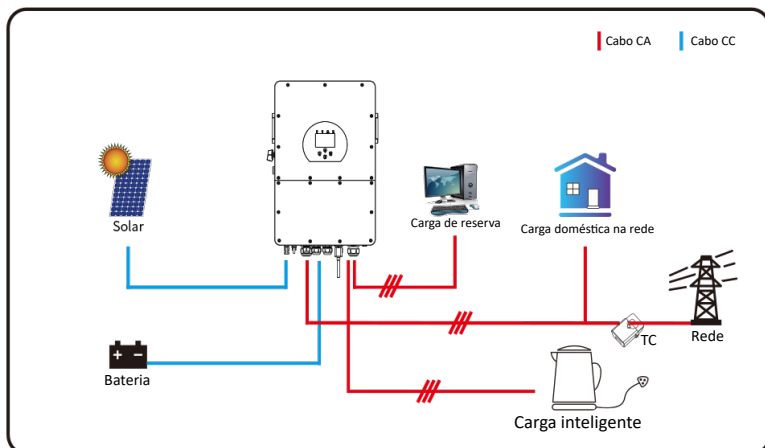 Cabo CA
Cabo CC
Solar
Carga de reserva
Carga doméstica na rede
TC
Rede
Bateria
Carga inteligente